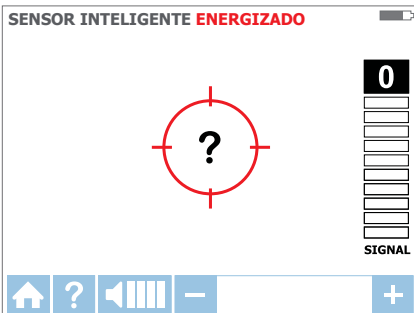 SENSOR INTELIGENTE ENERGIZADO
0
?
SIGNAL
? - +